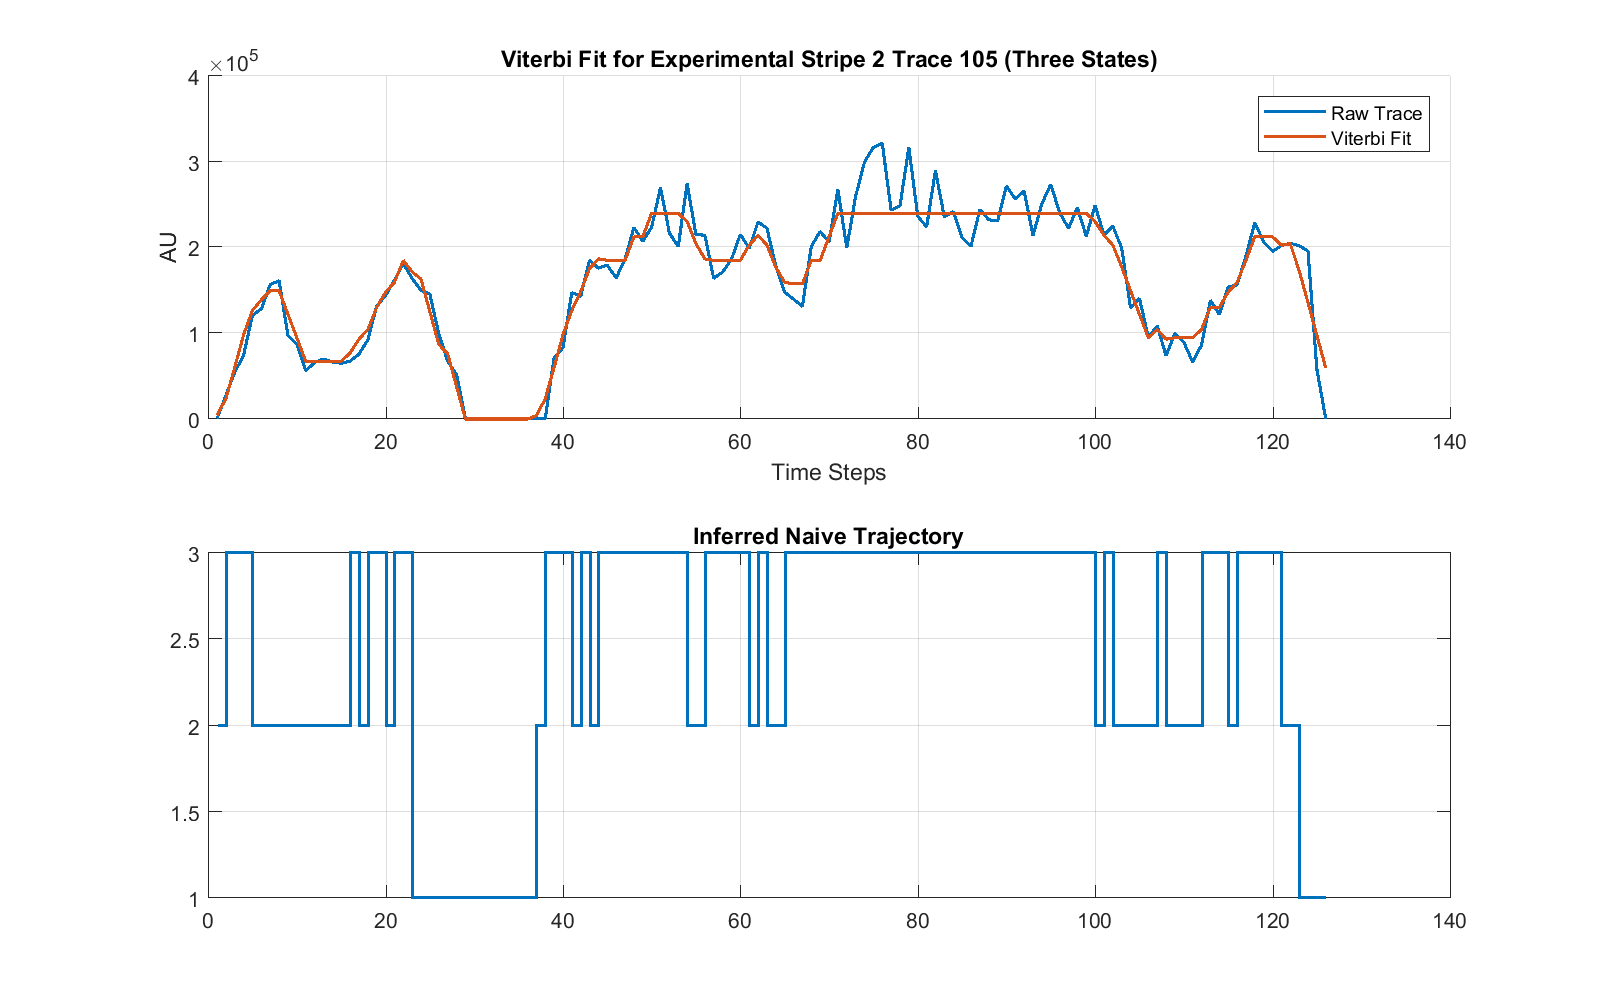 Viterbi Fit for Experimental Stripe 2 Trace 105 (Three States)
×10^5
4
3
2
1
0
AU
Raw Trace
Viterbi Fit
0 20 40 60 80 100 120 140
Time Steps
Inferred Naive Trajectory
3
2.5
2
1.5
1
0 20 40 60 80 100 120 140